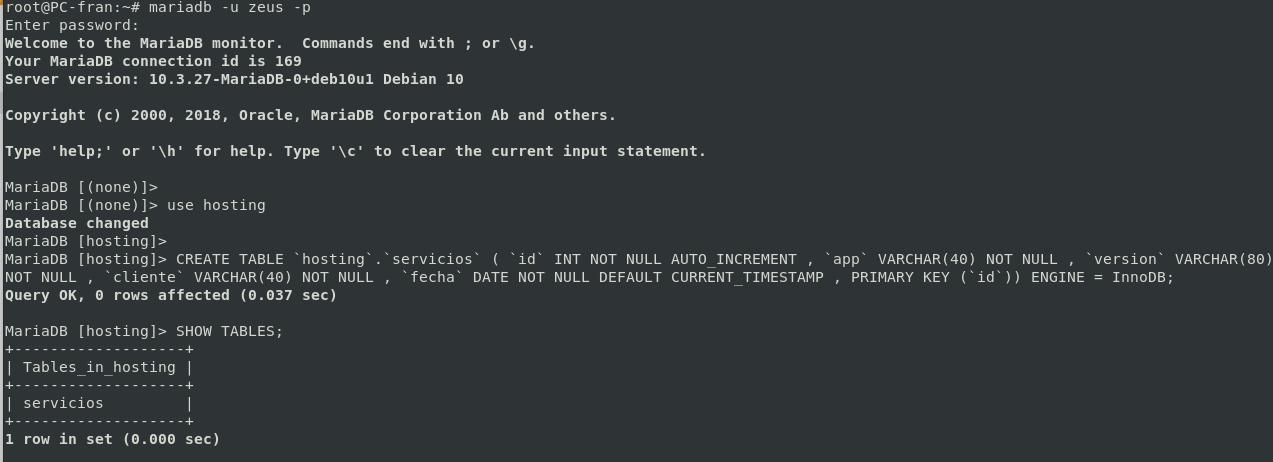 root@PC-fran:~# mariadb -u zeus -p
Enter password:
Welcome to the MariaDB monitor.  Commands end with ; or \g.
Your MariaDB connection id is 169
Server version: 10.3.27-MariaDB-0+deb10u1 Debian 10
Copyright (c) 2000, 2018, Oracle, MariaDB Corporation Ab and others.
Type 'help;' or '\h' for help. Type '\c' to clear the current input statement.
MariaDB [(none)]>
MariaDB [(none)]> use hosting
Database changed
MariaDB [hosting]>
MariaDB [hosting]> CREATE TABLE `hosting`.`servicios` ( `id` INT NOT NULL AUTO_INCREMENT , `app` VARCHAR(40) NOT NULL , `version` VARCHAR(80)
NOT NULL , `cliente` VARCHAR(40) NOT NULL , `fecha` DATE NOT NULL DEFAULT CURRENT_TIMESTAMP , PRIMARY KEY (`id`)) ENGINE = InnoDB;
Query OK, 0 rows affected (0.037 sec)
MariaDB [hosting]> SHOW TABLES;
+-------------------+
| Tables_in_hosting |
+-------------------+
| servicios         |
+-------------------+
1 row in set (0.000 sec)